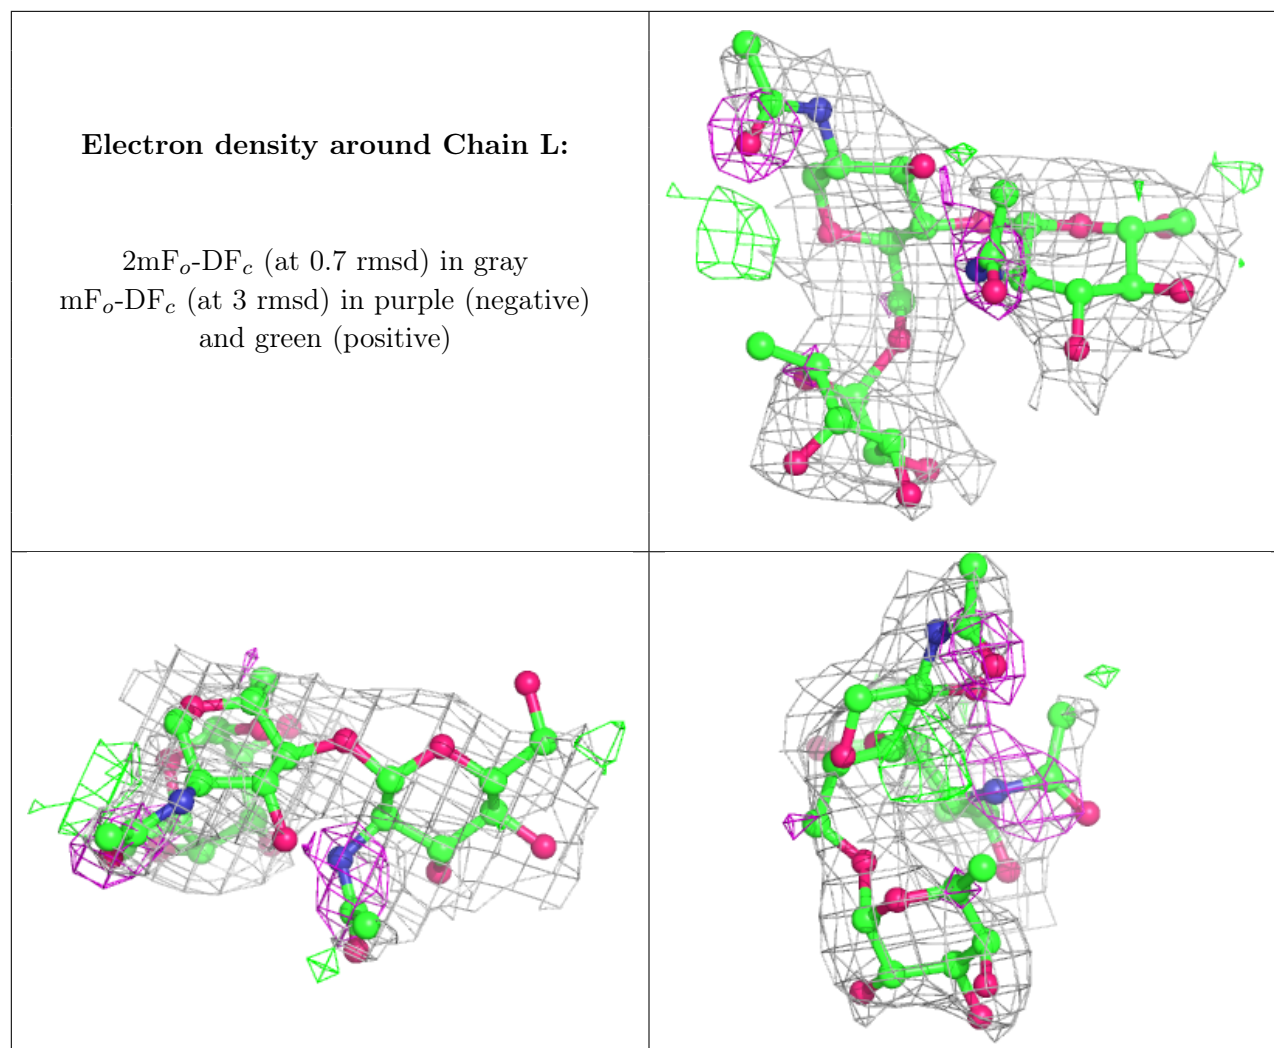 Electron density around Chain L:
2mFo-DFc (at 0.7 rmsd) in gray
mFo-DFc (at 3 rmsd) in purple (negative)
and green (positive)